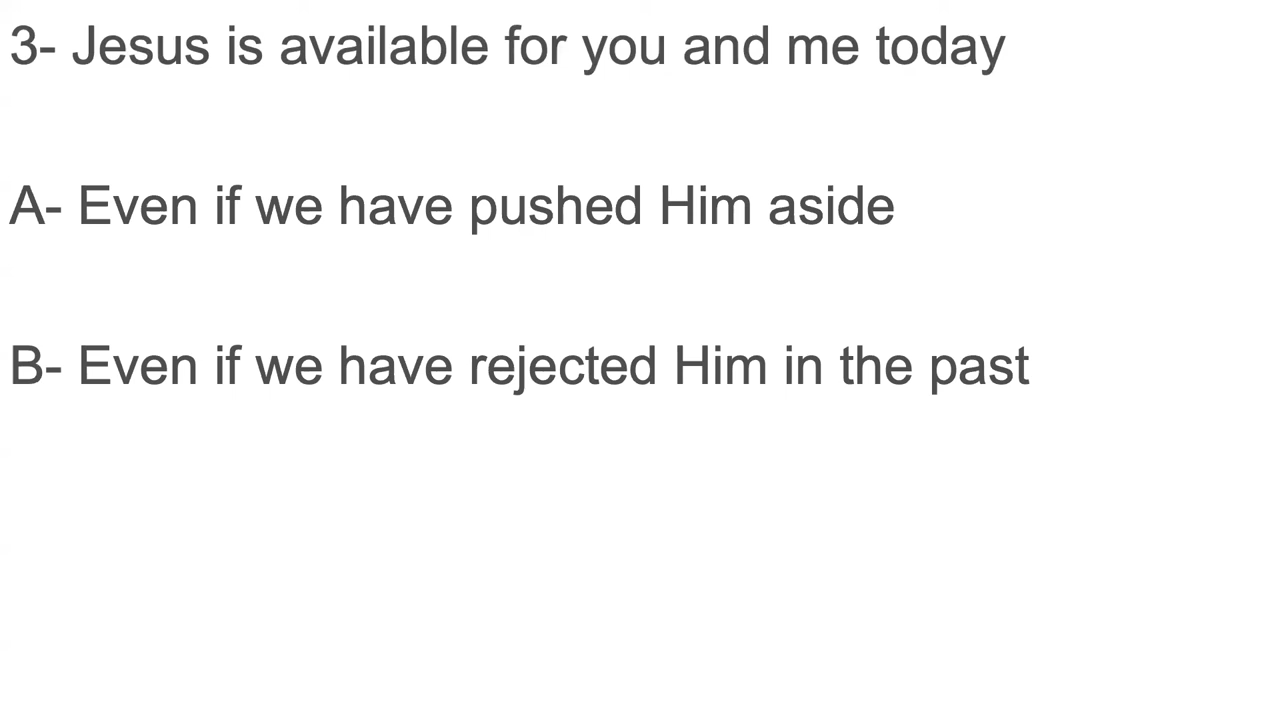 3- Jesus is available for you and me today
A- Even if we have pushed Him aside
B- Even if we have rejected Him in the past